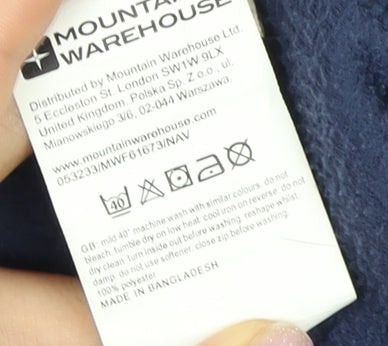 MOUNTAIN
WAREHOUSE
Distributed by Mountain Warehouse Ltd.
5 Eccleston St. London SW1W 9LX
United Kingdom. Polska Sp. Z o.o., ul.
Mianowskiego 3/6, 02-044 Warszawa.
www.mountainwarehouse.com
053233/MWF61673/NAV
40
GB: mild 40° machine wash with similar colours. do not
bleach. tumble dry on low heat. cool iron on reverse. do not
dry clean. turn inside out before washing. reshape whilst
damp. do not use softener. close zip before washing.
100% polyester
MADE IN BANGLADESH